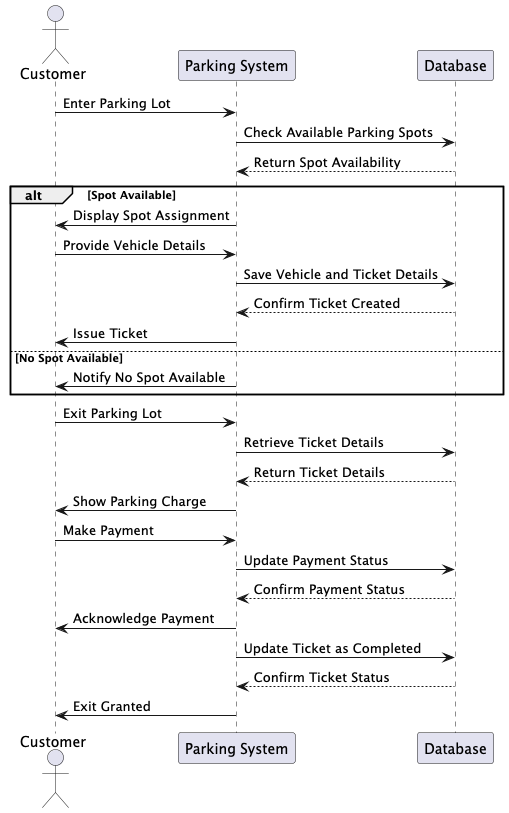 Customer
Parking System
Database
Enter Parking Lot
Check Available Parking Spots
Return Spot Availability
alt [Spot Available]
Display Spot Assignment
Provide Vehicle Details
Save Vehicle and Ticket Details
Confirm Ticket Created
Issue Ticket
[No Spot Available]
Notify No Spot Available
Exit Parking Lot
Retrieve Ticket Details
Return Ticket Details
Show Parking Charge
Make Payment
Update Payment Status
Confirm Payment Status
Acknowledge Payment
Update Ticket as Completed
Confirm Ticket Status
Exit Granted
Customer
Parking System
Database